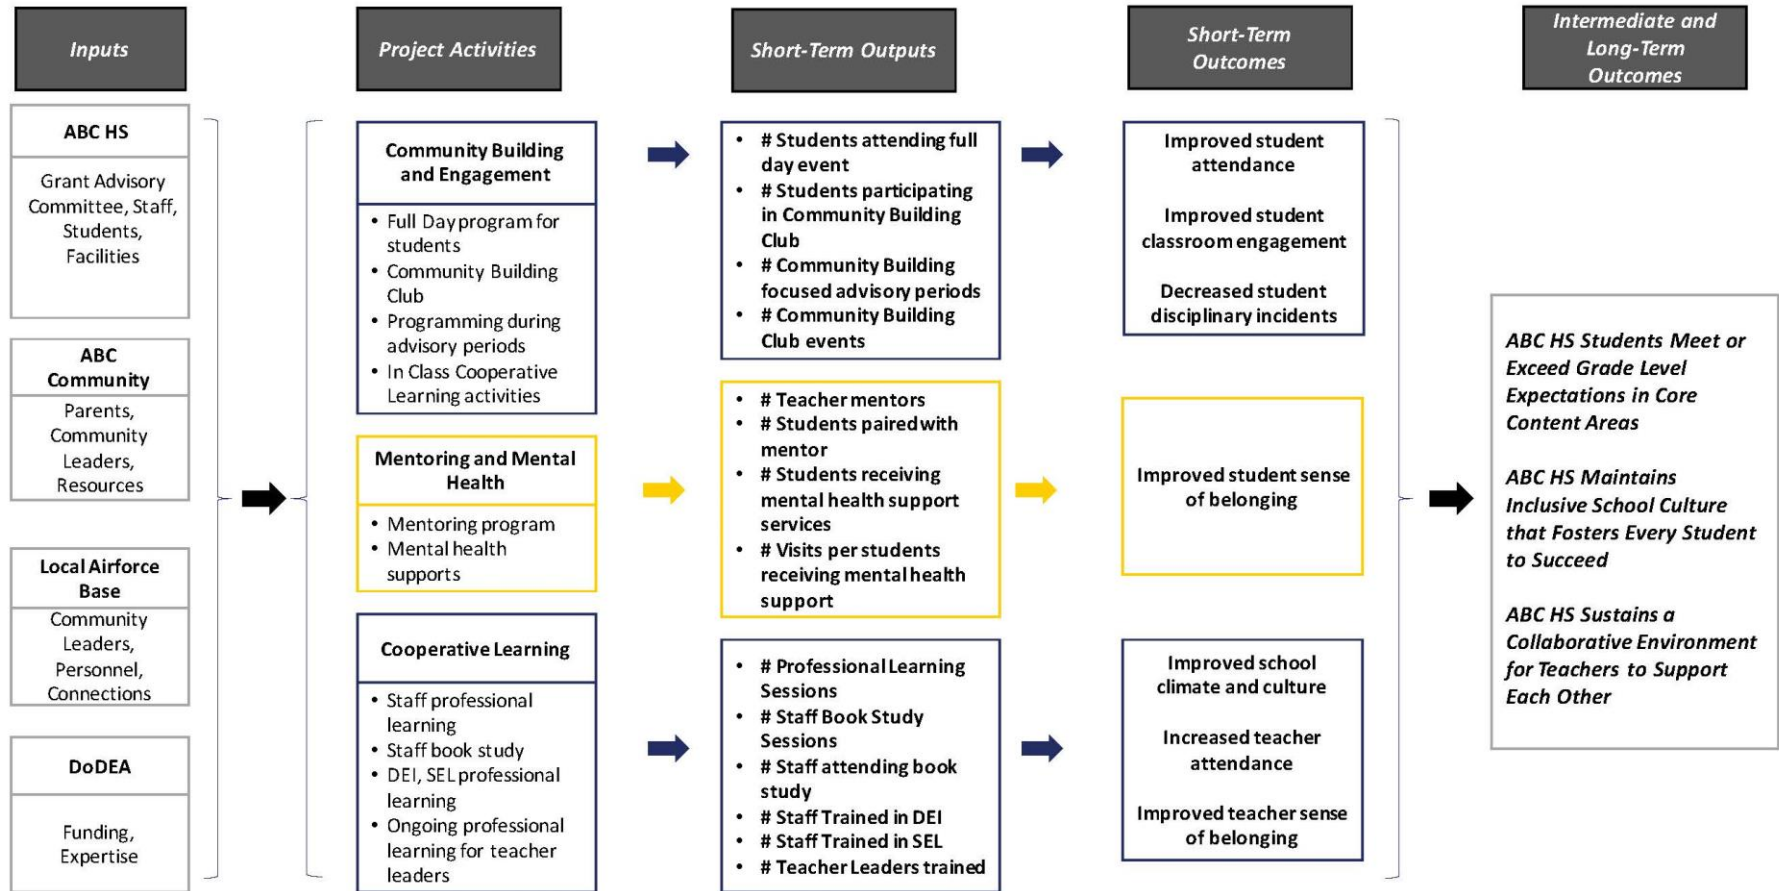 Inputs
Project Activities
Short-Term Outputs
Short-Term
Outcomes
Intermediate and
Long-Term
Outcomes
ABC HS
Grant Advisory
Committee, Staff,
Students,
Facilities
ABC
Community
Parents,
Community
Leaders,
Resources
Local Airforce
Base
Community
Leaders,
Personnel,
Connections
DoDEA
Funding,
Expertise
Community Building
and Engagement
• Full Day program for
students
• Community Building
Club
• Programming during
advisory periods
• In Class Cooperative
Learning activities
Mentoring and Mental
Health
• Mentoring program
• Mental health
supports
Cooperative Learning
• Staff professional
learning
• Staff book study
• DEI, SEL professional
learning
• Ongoing professional
learning for teacher
leaders
• # Students attending full
day event
• # Students participating
in Community Building
Club
• # Community Building
focused advisory periods
• # Community Building
Club events
• # Teacher mentors
• # Students paired with
mentor
• # Students receiving
mental health support
services
• # Visits per students
receiving mental health
support
• # Professional Learning
Sessions
• # Staff Book Study
Sessions
• # Staff attending book
study
• # Staff Trained in DEI
• # Staff Trained in SEL
• # Teacher Leaders trained
Improved student
attendance
Improved student
classroom engagement
Decreased student
disciplinary incidents
Improved student sense
of belonging
Improved school
climate and culture
Increased teacher
attendance
Improved teacher sense
of belonging
ABC HS Students Meet or
Exceed Grade Level
Expectations in Core
Content Areas
ABC HS Maintains
Inclusive School Culture
that Fosters Every Student
to Succeed
ABC HS Sustains a
Collaborative Environment
for Teachers to Support
Each Other